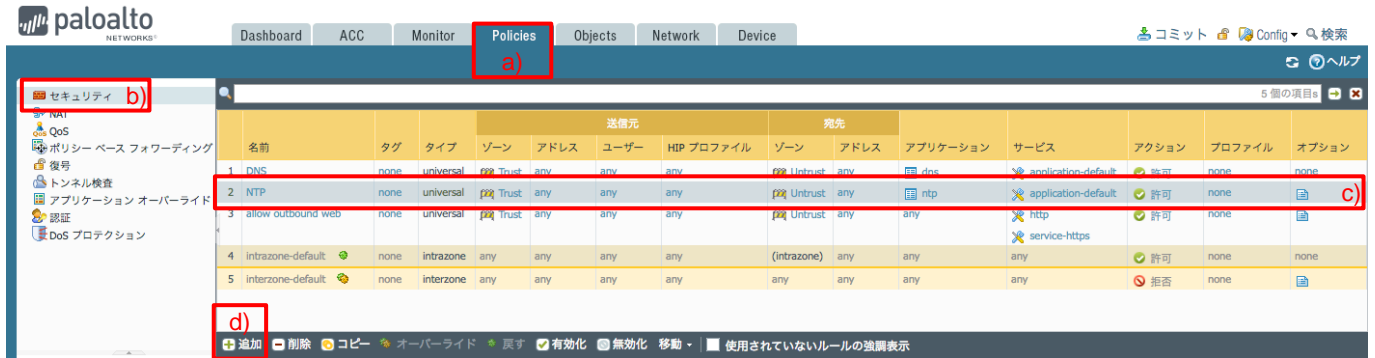 paloalto
NETWORKS®
Dashboard ACC Monitor Policies Objects Network Device
コミット Config 検索
a)
ヘルプ
セキュリティ b)
NAT
QoS
ポリシー ベース フォワーディング
復号
トンネル検査
アプリケーション オーバーライド
認証
DoS プロテクション
5 個の項目s
送信元 宛先
名前 タグ タイプ ゾーン アドレス ユーザー HIP プロファイル ゾーン アドレス アプリケーション サービス アクション プロファイル オプション
1 DNS none universal Trust any any any Untrust any dns application-default 許可 none none
2 NTP none universal Trust any any any Untrust any ntp application-default 許可 none c)
3 allow outbound web none universal Trust any any any Untrust any any http 許可 none
service-https
4 intrazone-default none intrazone any any any any (intrazone) any any any 許可 none none
5 interzone-default none interzone any any any any any any any any 拒否 none
d)
追加 削除 コピー オーバーライド 戻す 有効化 無効化 移動 使用されていないルールの強調表示